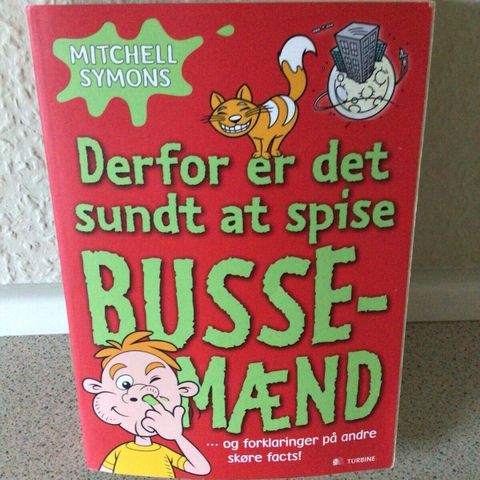 MITCHELL
SYMONS
Derfor er det
sundt at spise
BUSSE-
MÆND
... og forklaringer på andre
skøre facts!
TURBINE